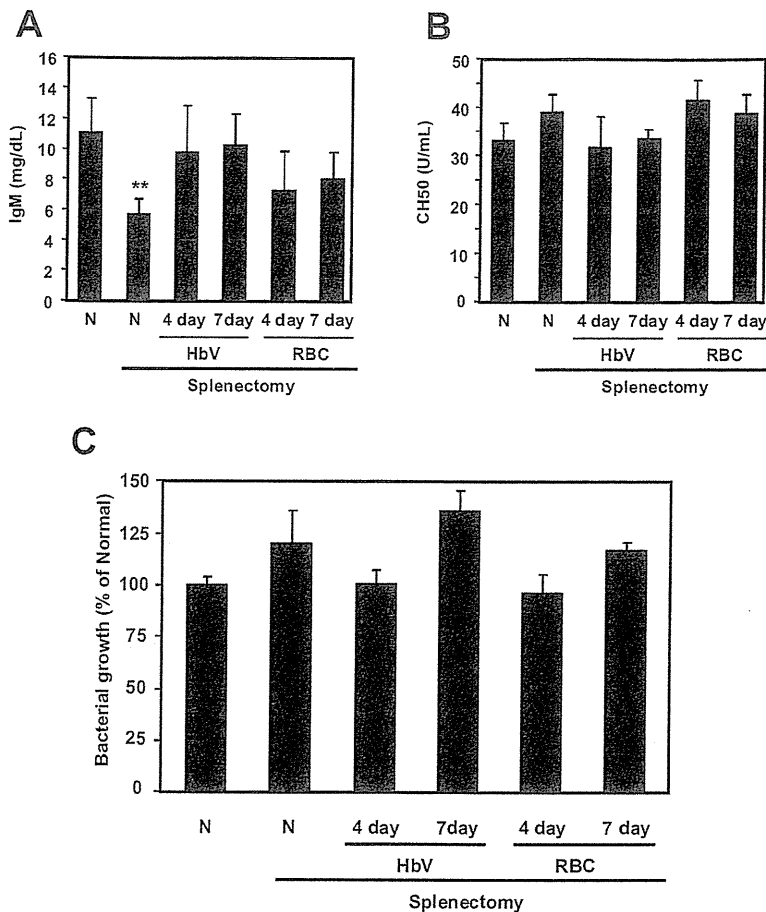 A
IgM (mg/dL)
16
14
12
10
8
6
4
2
0
**
N N 4 day 7day 4 day 7 day
HbV RBC
Splenectomy
B
CH50 (U/mL)
50
40
30
20
10
0
N N 4 day 7day 4 day 7 day
HbV RBC
Splenectomy
C
Bacterial growth (% of Normal)
150
125
100
75
50
25
0
N N 4 day 7day 4 day 7 day
HbV RBC
Splenectomy